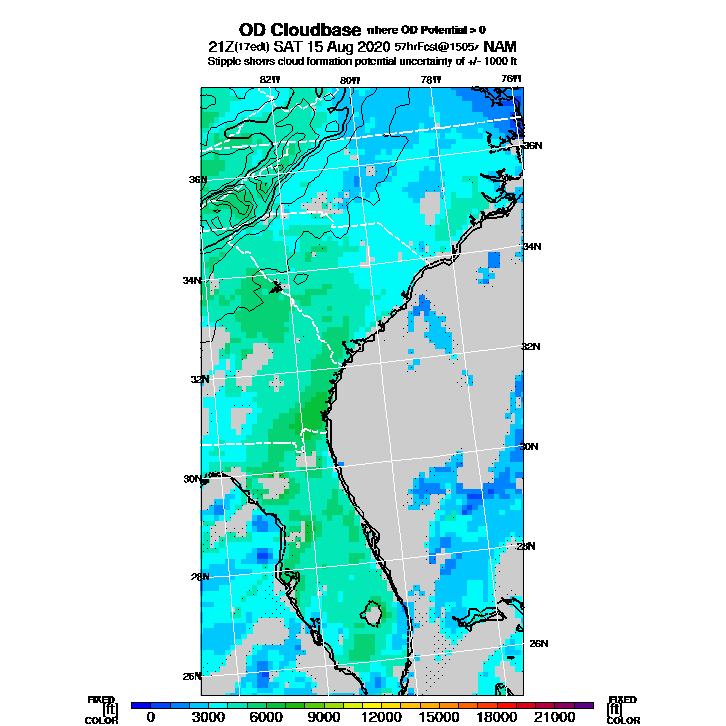 OD Cloudbase where OD Potential > 0
21Z(17edt) SAT 15 Aug 2020 57hrFcst@1505z NAM
Stipple shows cloud formation potential uncertainty of +/- 1000 ft
82W 80W 78W 76W
36N 36N
34N 34N
32N 32N
30N 30N
28N 28N
26N 26N
FIXED FIXED
[ft] [ft]
COLOR COLOR
0 3000 6000 9000 12000 15000 18000 21000